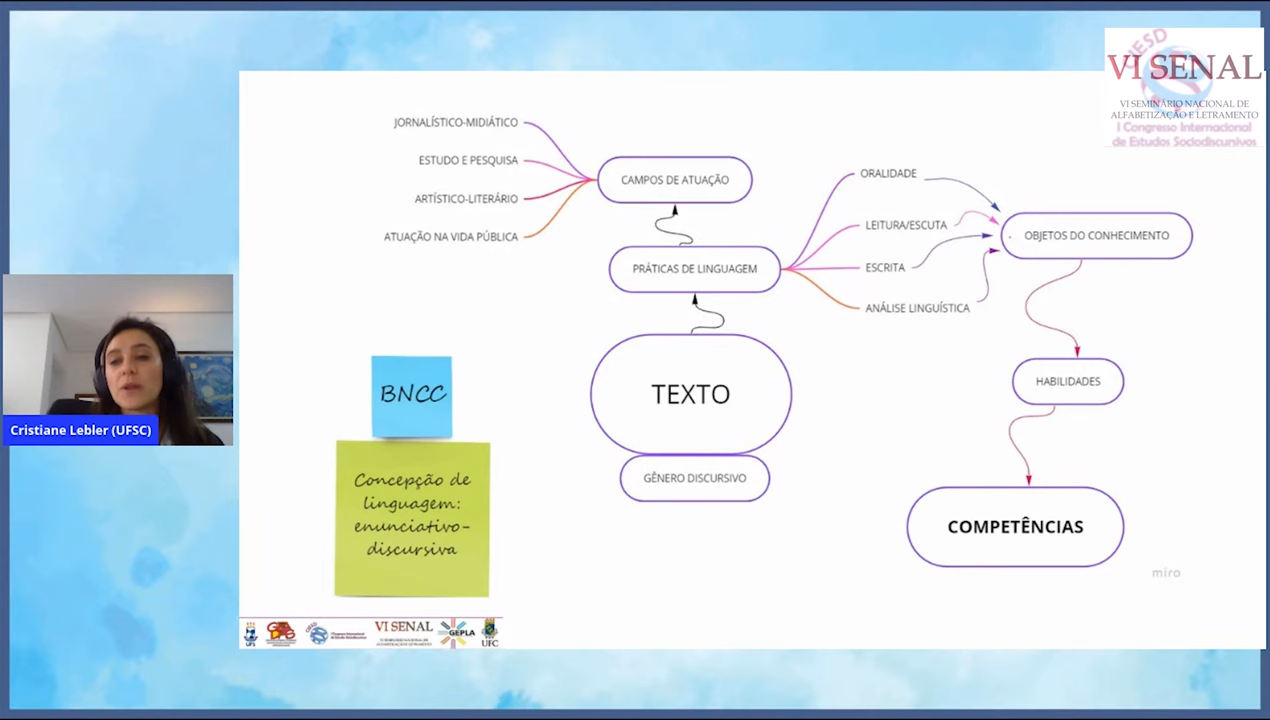 VI SENAL
VI SEMINÁRIO NACIONAL DE
ALFABETIZAÇÃO E LETRAMENTO
I Congresso Internacional
de Estudos Sociodiscursivos
JORNALÍSTICO-MIDIÁTICO
ESTUDO E PESQUISA
ARTÍSTICO-LITERÁRIO
ATUAÇÃO NA VIDA PÚBLICA
CAMPOS DE ATUAÇÃO
PRÁTICAS DE LINGUAGEM
ORALIDADE
LEITURA/ESCUTA
ESCRITA
ANÁLISE LINGUÍSTICA
OBJETOS DO CONHECIMENTO
HABILIDADES
COMPETÊNCIAS
TEXTO
GÊNERO DISCURSIVO
BNCC
Concepção de
linguagem:
enunciativo-
discursiva
Cristiane Lebler (UFSC)
miro
UFS
VI SENAL
GEPLA
UFC